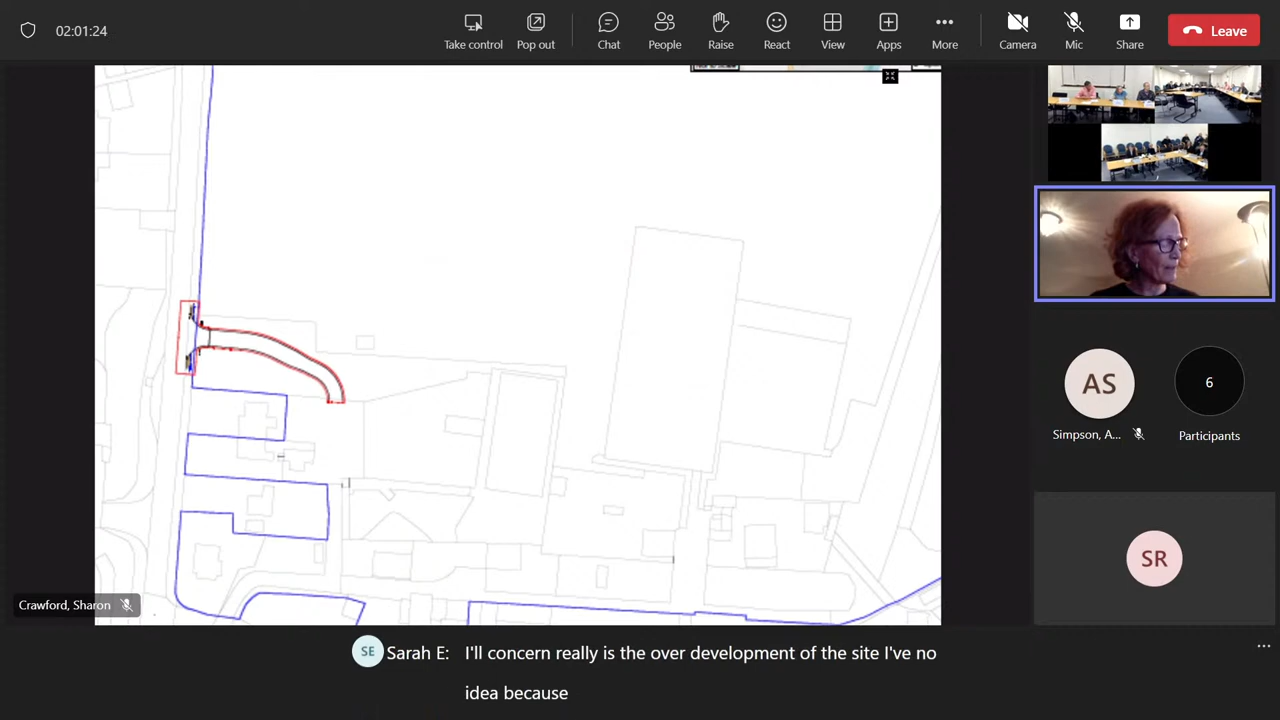 02:01:24
Take control
Pop out
Chat
People
Raise
React
View
Apps
More
Camera
Mic
Share
Leave
AS
6
Simpson, A...
Participants
SR
Crawford, Sharon
SE
Sarah E: I'll concern really is the over development of the site I've no
idea because